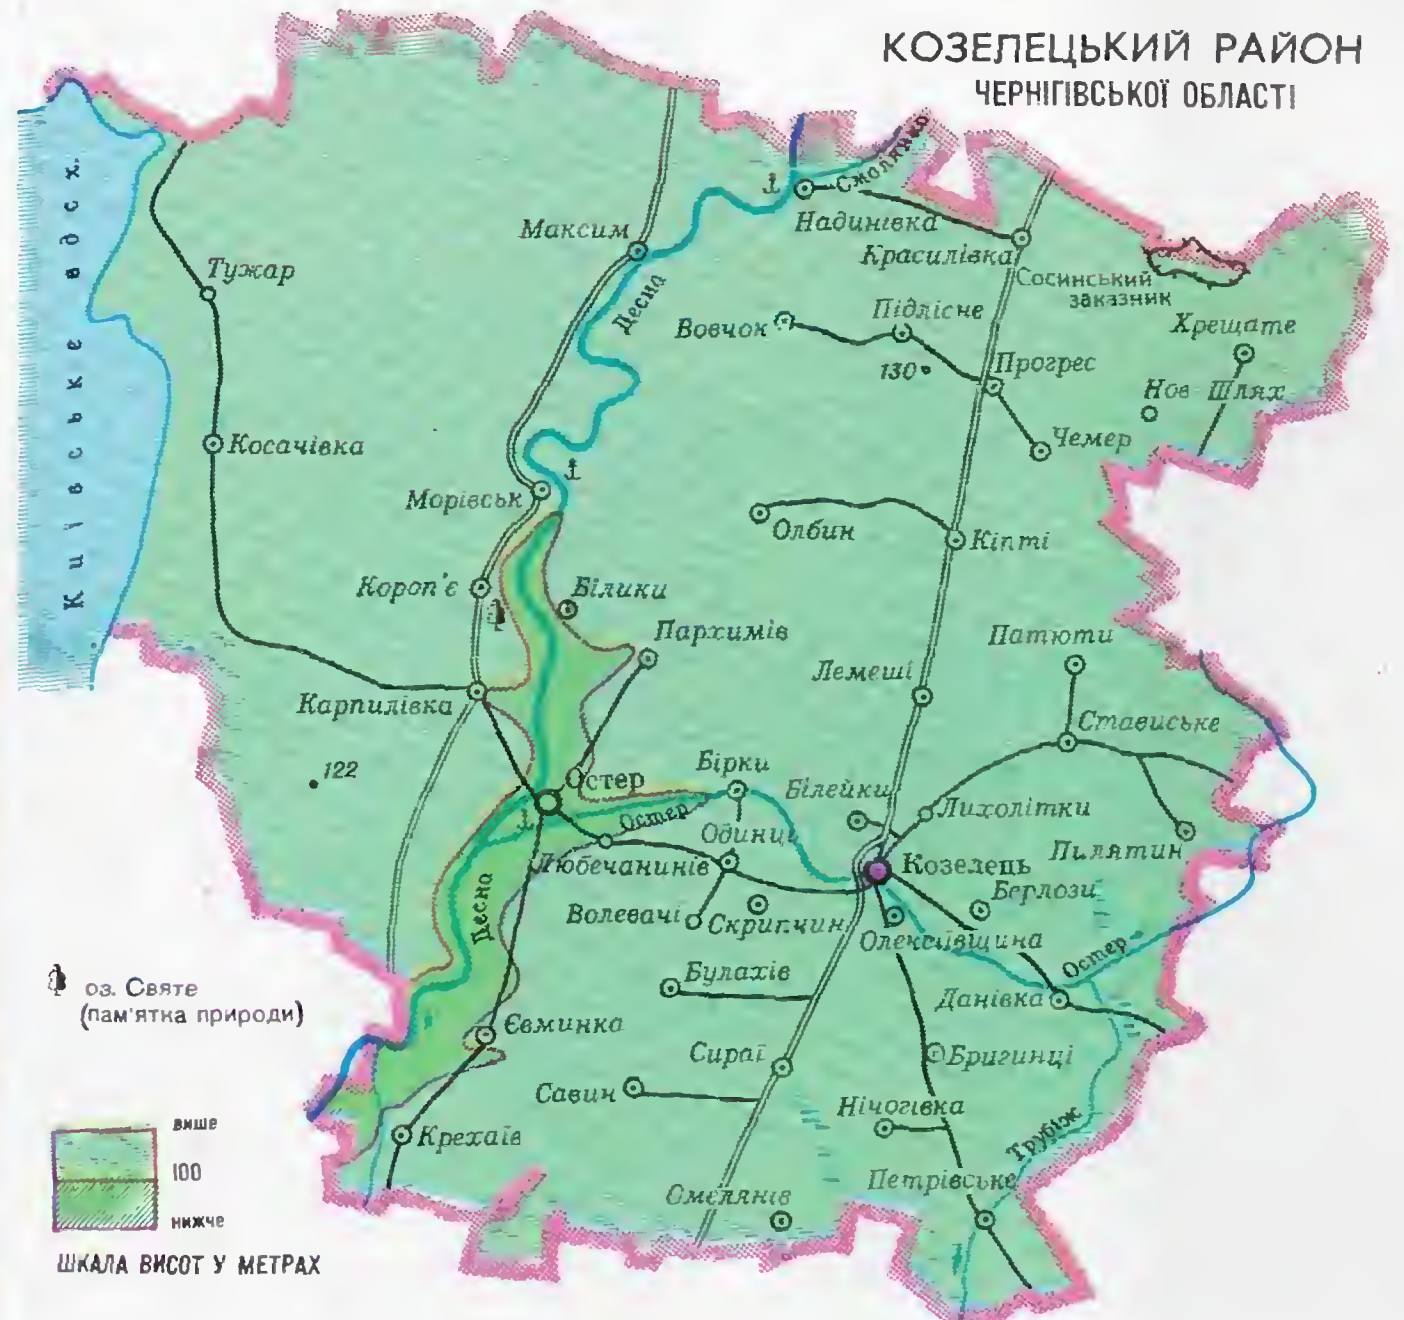 КОЗЕЛЕЦЬКИЙ РАЙОН
ЧЕРНІГІВСЬКОЇ ОБЛАСТІ
Київське вдсх.
Смолянка
Надинівка
Максим
Красилівка
Тужар
Сосинський
заказник
Десна
Підлісне
Вовчок
Хрещате
130
Прогрес
Нов Шлях
Чемер
Косачівка
Морівськ
Олбин
Кіпті
Короп'є
Білики
Пархимів
Патюти
Лемеші
Карпилівка
Ставиське
122
Остер
Бірки
Білейки
Остер
Лихолітки
Одинці
Пилятин
Любечанинів
Козелець
Берлози
Десна
Волевачі
Скрипчин
Олексіївщина
Остер
Булахів
Данівка
оз. Святе
(пам'ятка природи)
Євминка
Сираї
Бригинці
Савин
Нічогівка
Трубіж
Крехаїв
Петрівське
Омелянів
вище
100
нижче
ШКАЛА ВИСОТ У МЕТРАХ